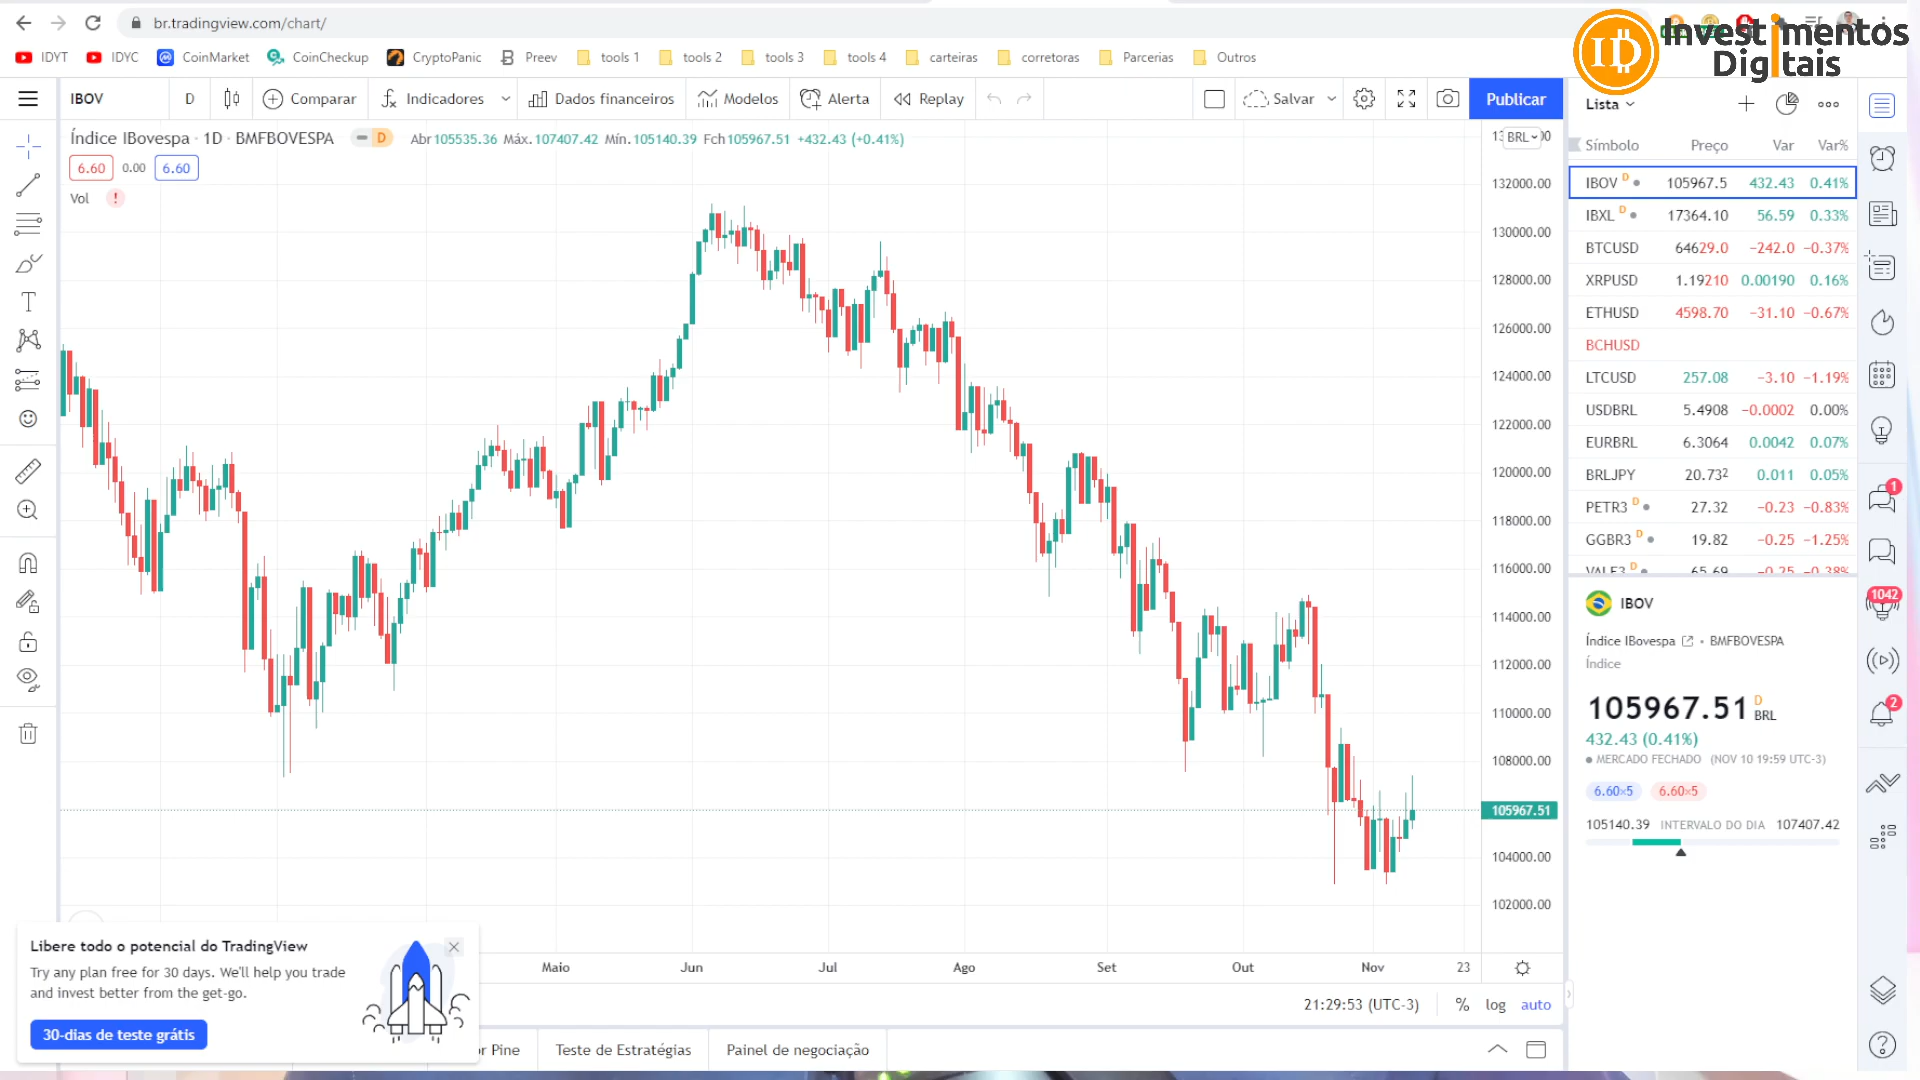 br.tradingview.com/chart/
IDYT IDYC CoinMarket CoinCheckup CryptoPanic Preev tools 1 tools 2 tools 3 tools 4 carteiras corretoras Parcerias Outros
ID Investimentos Digitais
IBOV D Comparar Indicadores Dados financeiros Modelos Alerta Replay Salvar Publicar
Índice IBovespa · 1D · BMFBOVESPA D Abr105535.36 Máx.107407.42 Mín.105140.39 Fch105967.51 +432.43 (+0.41%)
6.60 0.00 6.60
Vol !
BRL
132000.00
130000.00
128000.00
126000.00
124000.00
122000.00
120000.00
118000.00
116000.00
114000.00
112000.00
110000.00
108000.00
105967.51
104000.00
102000.00
Maio Jun Jul Ago Set Out Nov 23
21:29:53 (UTC-3) % log auto
Libere todo o potencial do TradingView
Try any plan free for 30 days. We'll help you trade
and invest better from the get-go.
30-dias de teste grátis
r Pine Teste de Estratégias Painel de negociação
Lista
Símbolo Preço Var Var%
IBOV D 105967.5 432.43 0.41%
IBXL D 17364.10 56.59 0.33%
BTCUSD 64629.0 −242.0 −0.37%
XRPUSD 1.19210 0.00190 0.16%
ETHUSD 4598.70 −31.10 −0.67%
BCHUSD
LTCUSD 257.08 −3.10 −1.19%
USDBRL 5.4908 −0.0002 0.00%
EURBRL 6.3064 0.0042 0.07%
BRLJPY 20.73² 0.011 0.05%
PETR3 D 27.32 −0.23 −0.83%
GGBR3 D 19.82 −0.25 −1.25%
VALE3 D 65.69 −0.25 −0.38%
IBOV
Índice IBovespa • BMFBOVESPA
Índice
105967.51 D BRL
432.43 (0.41%)
MERCADO FECHADO (NOV 10 19:59 UTC-3)
6.60×5 6.60×5
105140.39 INTERVALO DO DIA 107407.42
1
1042
2